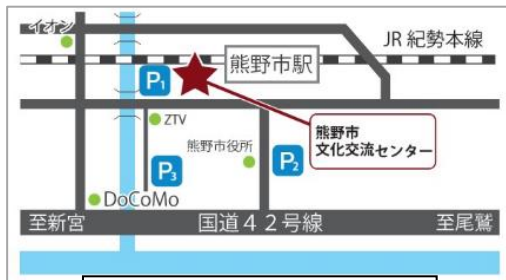 イオン
JR 紀勢本線
熊野市駅
P1
ZTV
熊野市
文化交流センター
熊野市役所
P2
P3
DoCoMo
至新宮
国道４２号線
至尾鷲